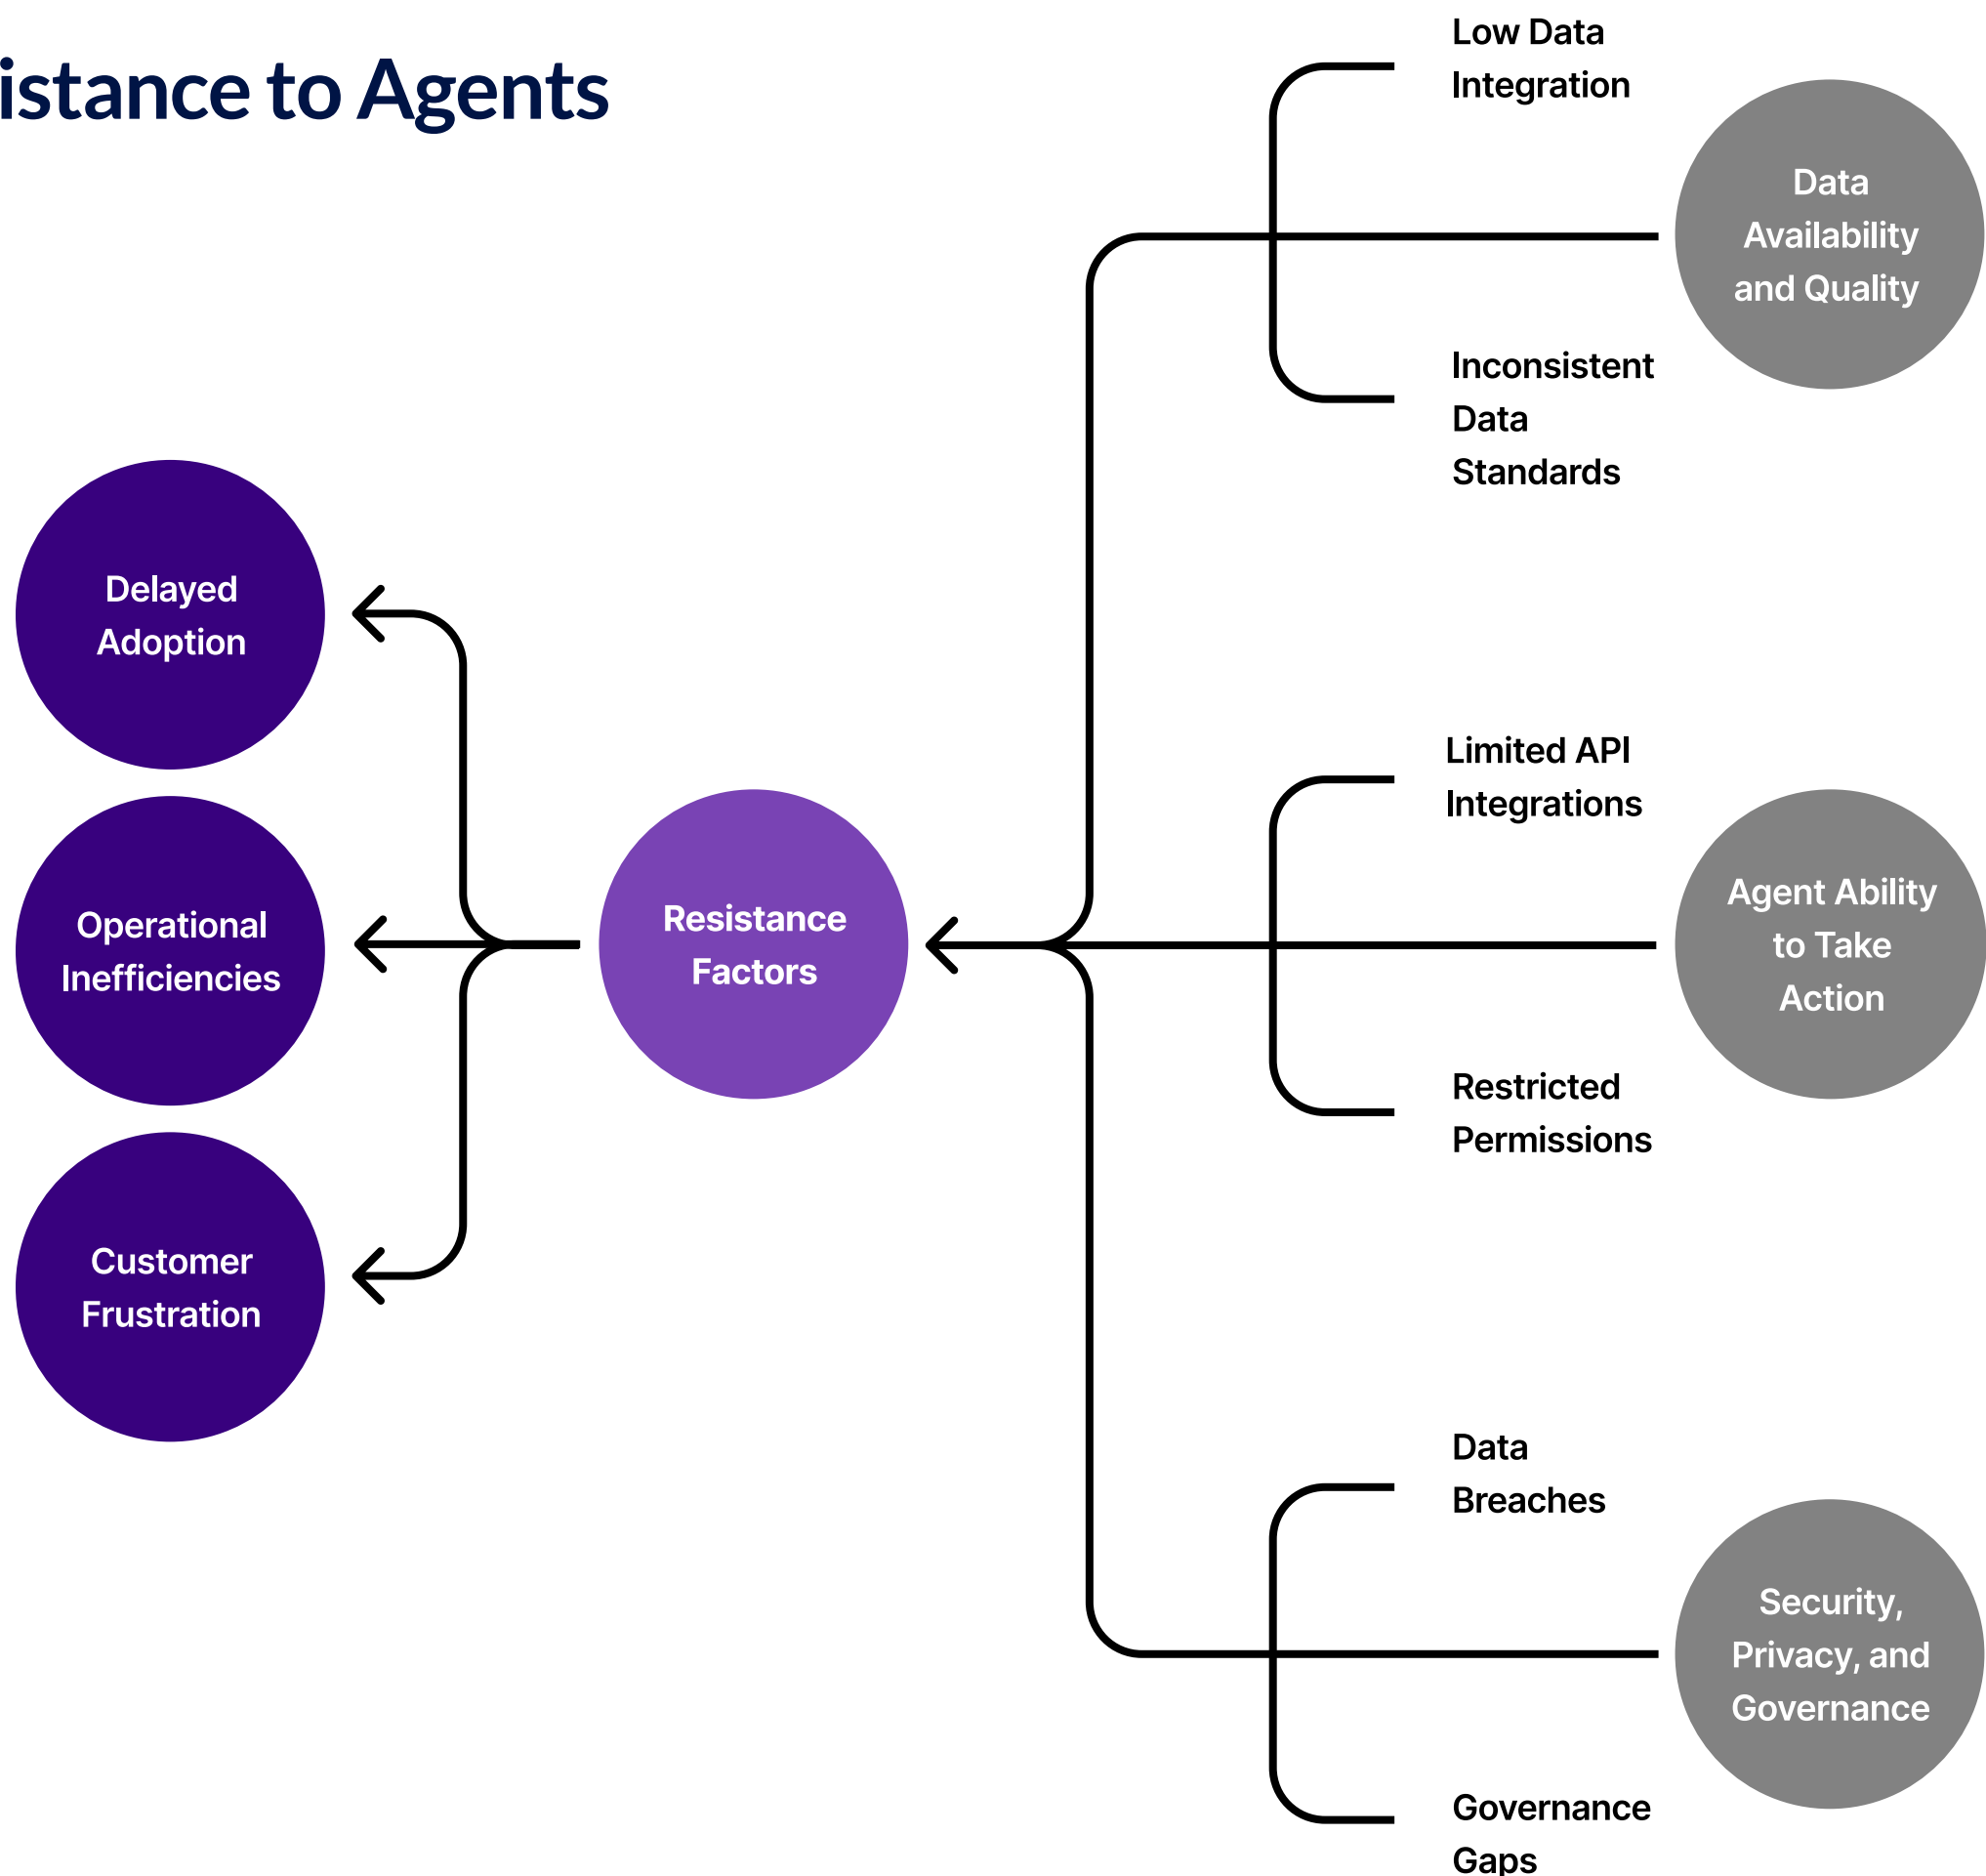 istance to Agents
Low Data
Integration
Data
Availability
and Quality
Inconsistent
Data
Standards
Delayed
Adoption
Limited API
Integrations
Operational
Inefficiencies
Resistance
Factors
Agent Ability
to Take
Action
Restricted
Permissions
Customer
Frustration
Data
Breaches
Security,
Privacy, and
Governance
Governance
Gaps